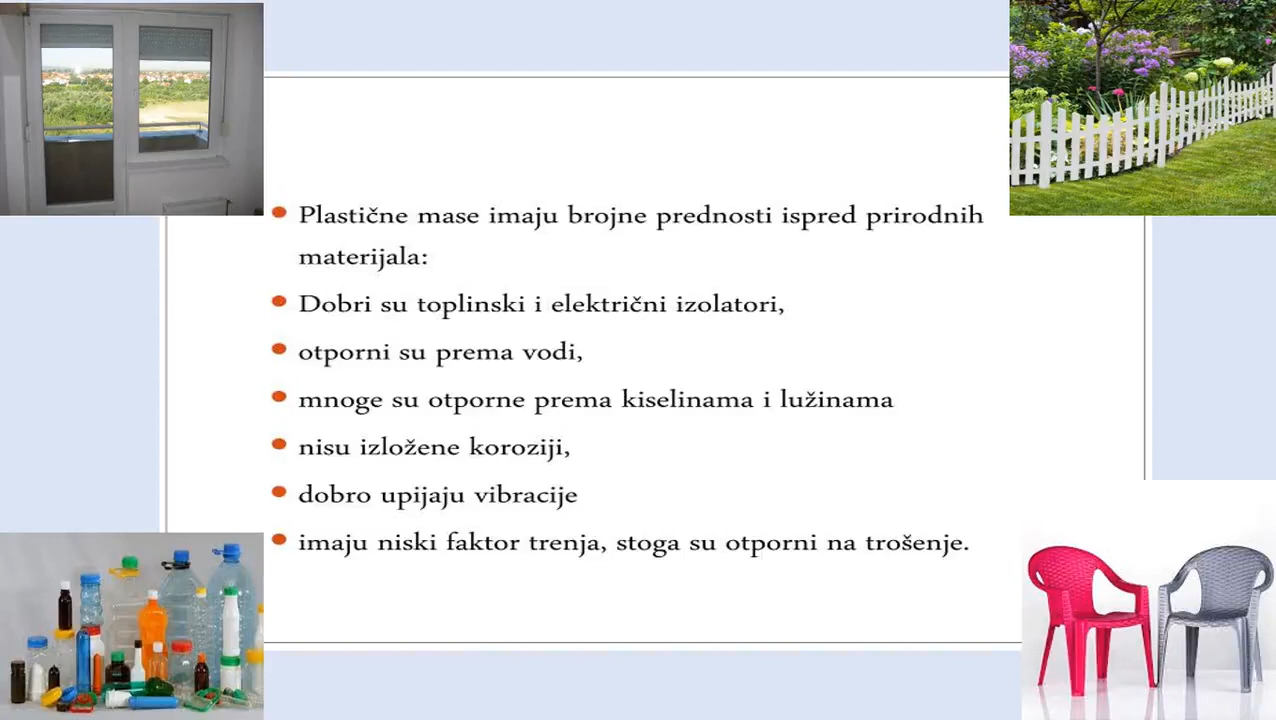 Plastične mase imaju brojne prednosti ispred prirodnih
materijala:
Dobri su toplinski i električni izolatori,
otporni su prema vodi,
mnoge su otporne prema kiselinama i lužinama
nisu izložene koroziji,
dobro upijaju vibracije
imaju niski faktor trenja, stoga su otporni na trošenje.